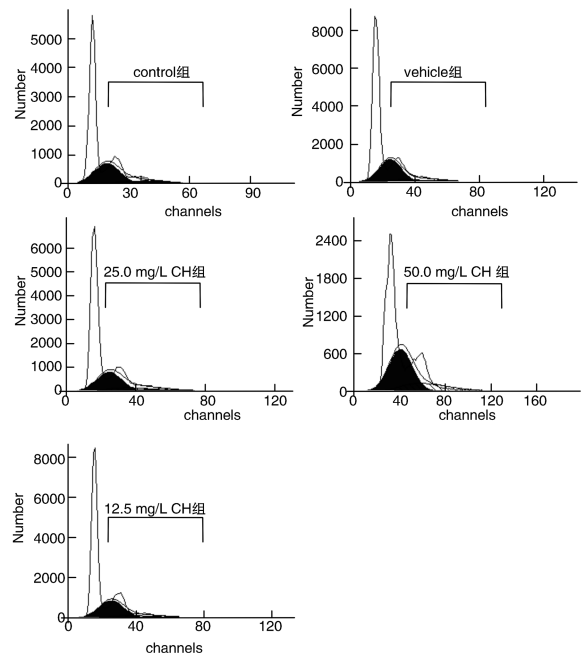 control组
5000
4000
3000
2000
1000
0
Number
0 30 60 90
channels
vehicle组
8000
6000
4000
2000
0
Number
0 40 80 120
channels
25.0 mg/L CH组
6000
5000
4000
3000
2000
1000
0
Number
0 40 80 120
channels
50.0 mg/L CH 组
2400
1800
1200
600
0
Number
0 40 80 120 160
channels
12.5 mg/L CH组
8000
6000
4000
2000
0
Number
0 40 80 120
channels